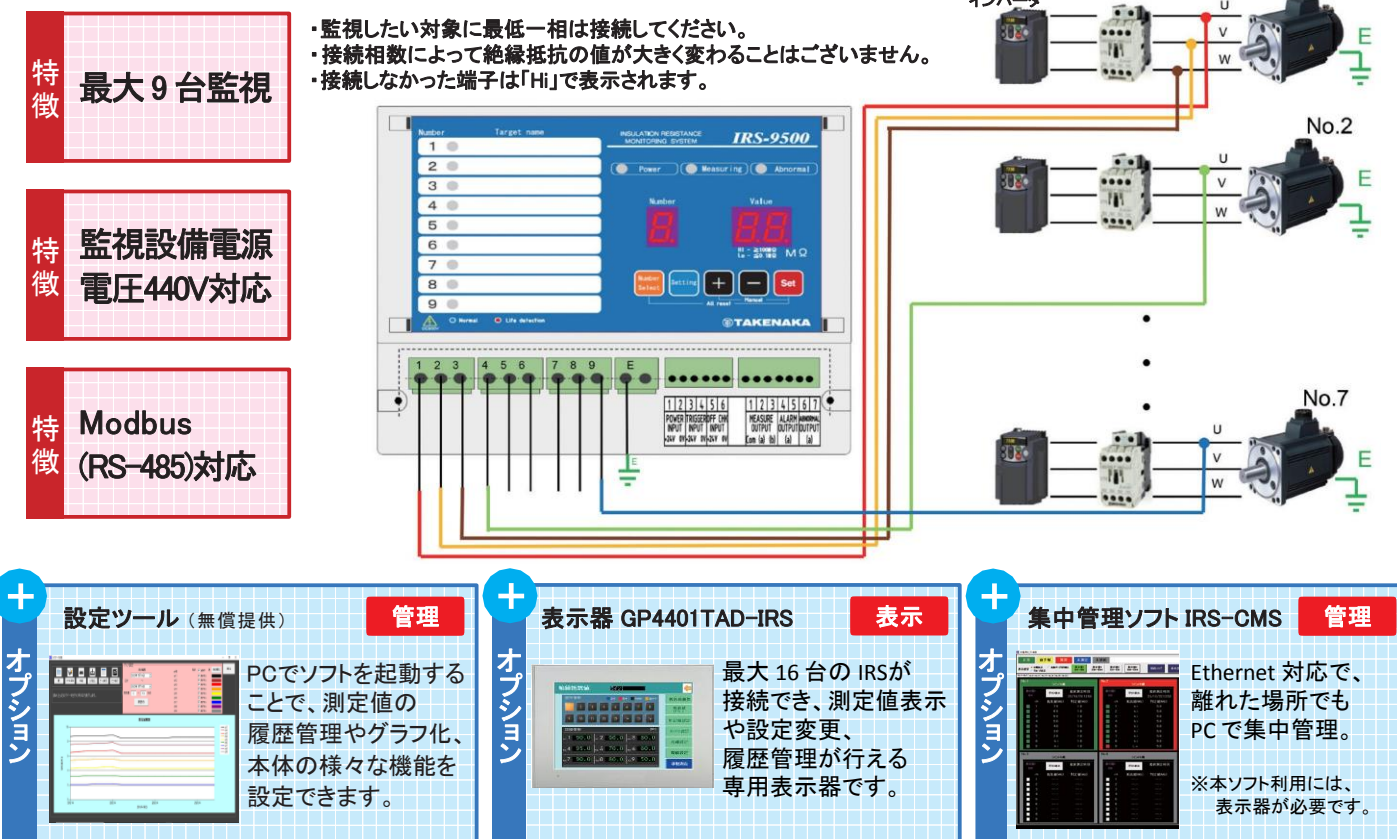 インバータ
・監視したい対象に最低一相は接続してください。
・接続相数によって絶縁抵抗の値が大きく変わることはございません。
・接続しなかった端子は「Hi」で表示されます。
特徴
最大 9 台監視
特徴
監視設備電源
電圧440V対応
特徴
Modbus
(RS-485)対応
Number Target name
1
2
3
4
5
6
7
8
9
Normal Life detection
INSULATION RESISTANCE
MONITORING SYSTEM
IRS-9500
Power Measuring Abnormal
Number Value
8. 8.8.
MΩ
Number
Select
Setting
+
−
Set
All reset Manual
TAKENAKA
1 2 3 4 5 6 7 8 9 E
1 2 3 4 5 6
POWER INPUT TRIGGER INPUT OFF CHK INPUT
+24V 0V +24V 0V +24V 0V
1 2 3 4 5 6 7
MEASURE OUTPUT ALARM OUTPUT ABNORMAL OUTPUT
Com (a) (b) (a) (a)
E
U
V
W
E
No.2
U
V
W
E
No.7
U
V
W
E
+
オプション
設定ツール（無償提供）
管理
PCでソフトを起動する
ことで、測定値の
履歴管理やグラフ化、
本体の様々な機能を
設定できます。
+
オプション
表示器 GP4401TAD-IRS
表示
最大 16 台の IRSが
接続でき、測定値表示
や設定変更、
履歴管理が行える
専用表示器です。
+
オプション
集中管理ソフト IRS-CMS
管理
Ethernet 対応で、
離れた場所でも
PC で集中管理。
※本ソフト利用には、
表示器が必要です。